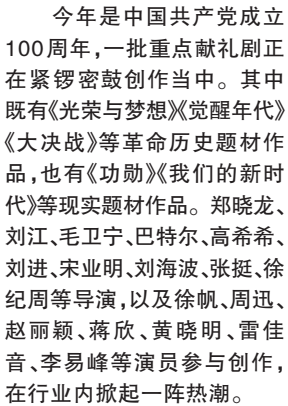 今年是中国共产党成立
100周年,一批重点献礼剧正
在紧锣密鼓创作当中。其中
既有《光荣与梦想》《觉醒年代》
《大决战》等革命历史题材作
品,也有《功勋》《我们的新时
代》等现实题材作品。郑晓龙、
刘江、毛卫宁、巴特尔、高希希、
刘进、宋业明、刘海波、张挺、徐
纪周等导演,以及徐帆、周迅、
赵丽颖、蒋欣、黄晓明、雷佳
音、李易峰等演员参与创作,
在行业内掀起一阵热潮。